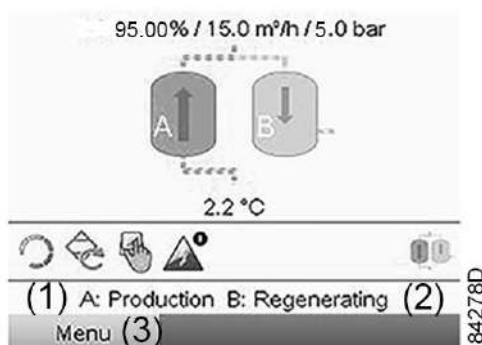 95.00% / 15.0 m³/h / 5.0 bar
A B
2.2 °C
(1) A: Production B: Regenerating (2)
Menu (3)
84278D